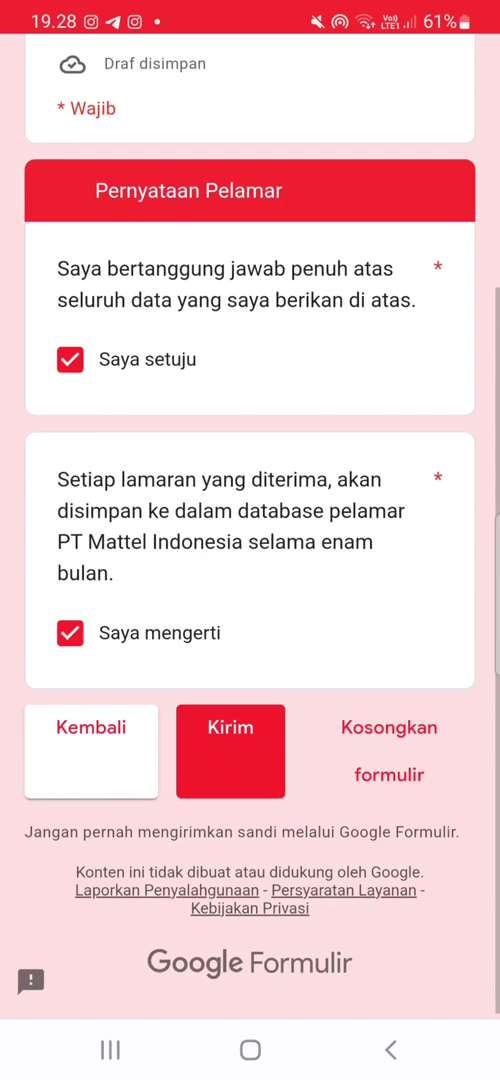 19.28
Vo))
LTE1
61%
Draf disimpan
* Wajib
Pernyataan Pelamar
Saya bertanggung jawab penuh atas *
seluruh data yang saya berikan di atas.
Saya setuju
Setiap lamaran yang diterima, akan *
disimpan ke dalam database pelamar
PT Mattel Indonesia selama enam
bulan.
Saya mengerti
Kembali
Kirim
Kosongkan
formulir
Jangan pernah mengirimkan sandi melalui Google Formulir.
Konten ini tidak dibuat atau didukung oleh Google.
Laporkan Penyalahgunaan - Persyaratan Layanan -
Kebijakan Privasi
Google Formulir